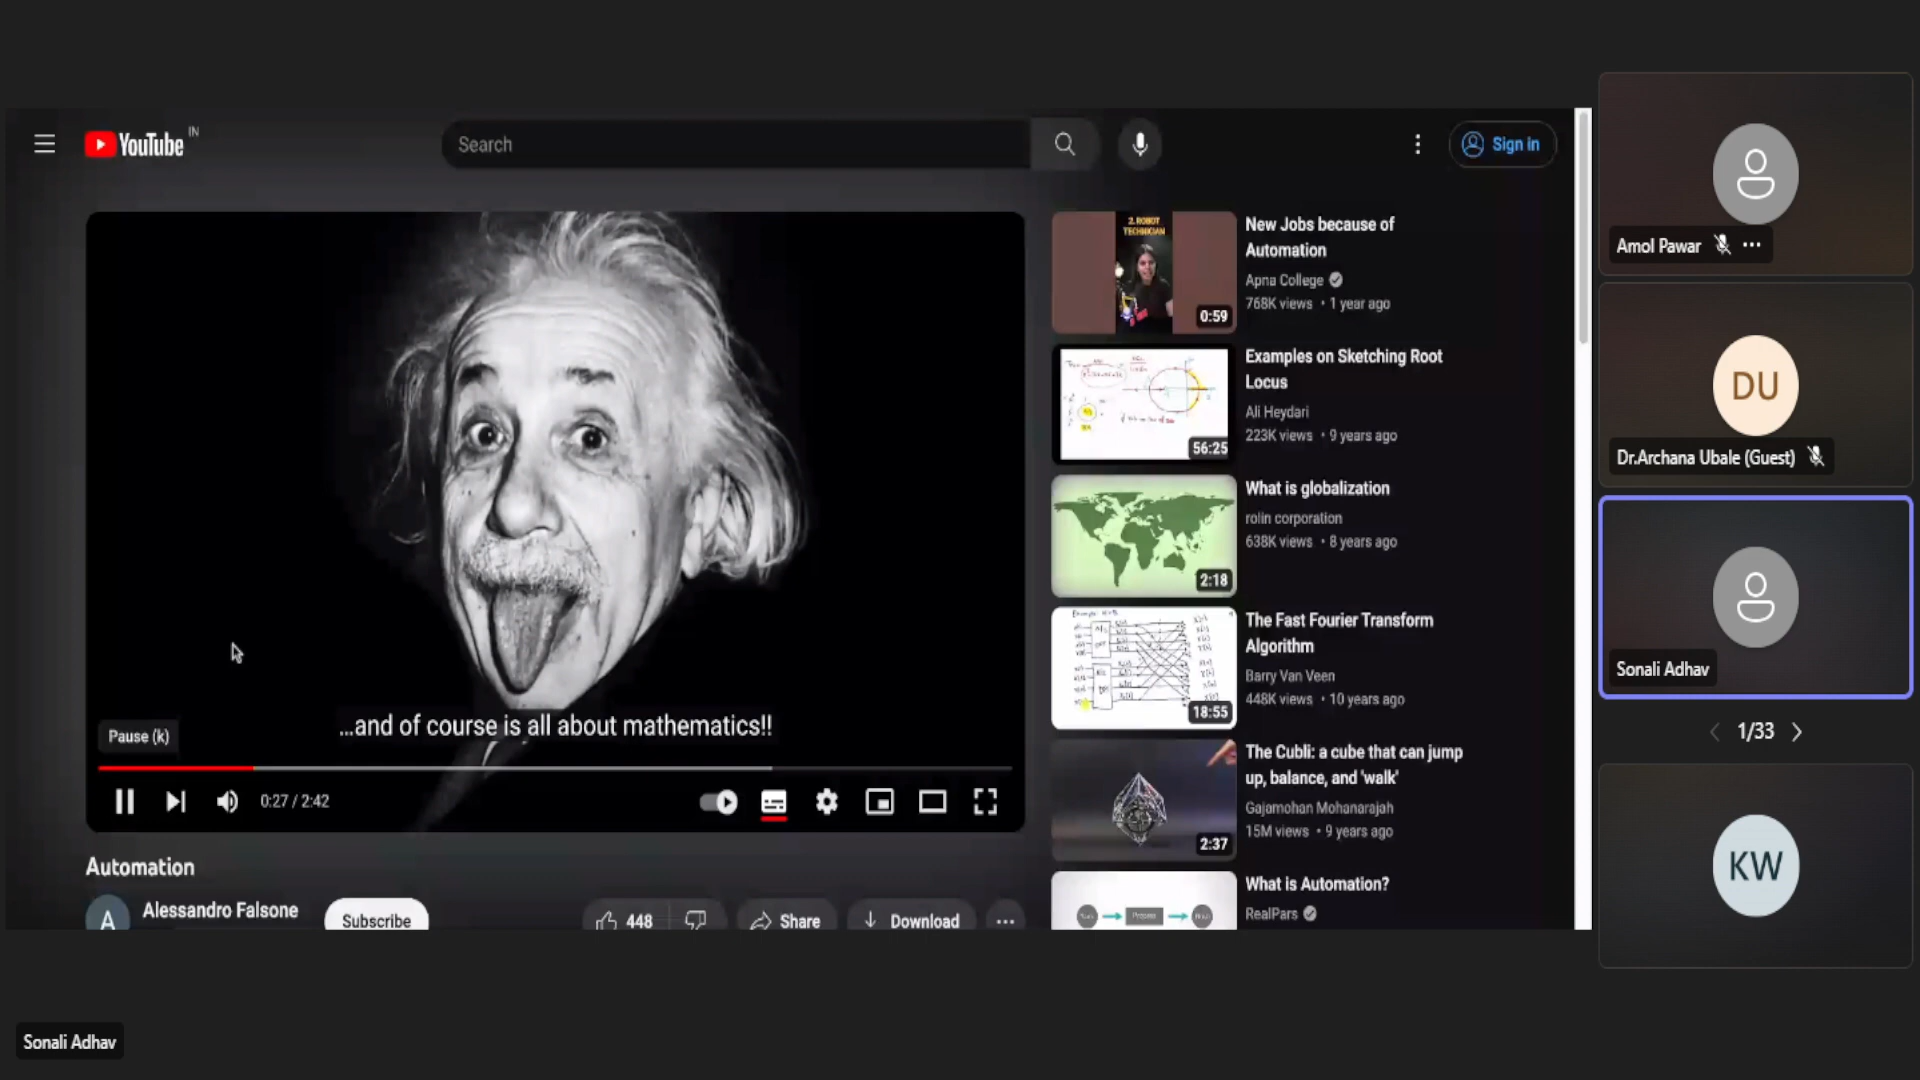 YouTube IN
Search
Sign in
...and of course is all about mathematics!!
Pause (k)
0:27 / 2:42
Automation
A
Alessandro Falsone
Subscribe
448
Share
Download
2. ROBOT
TECHNICIAN
0:59
New Jobs because of
Automation
Apna College
768K views • 1 year ago
56:25
Examples on Sketching Root
Locus
Ali Heydari
223K views • 9 years ago
2:18
What is globalization
rolin corporation
638K views • 8 years ago
18:55
The Fast Fourier Transform
Algorithm
Barry Van Veen
448K views • 10 years ago
2:37
The Cubli: a cube that can jump
up, balance, and 'walk'
Gajamohan Mohanarajah
15M views • 9 years ago
Process
What is Automation?
RealPars
Amol Pawar
DU
Dr.Archana Ubale (Guest)
Sonali Adhav
1/33
KW
Sonali Adhav